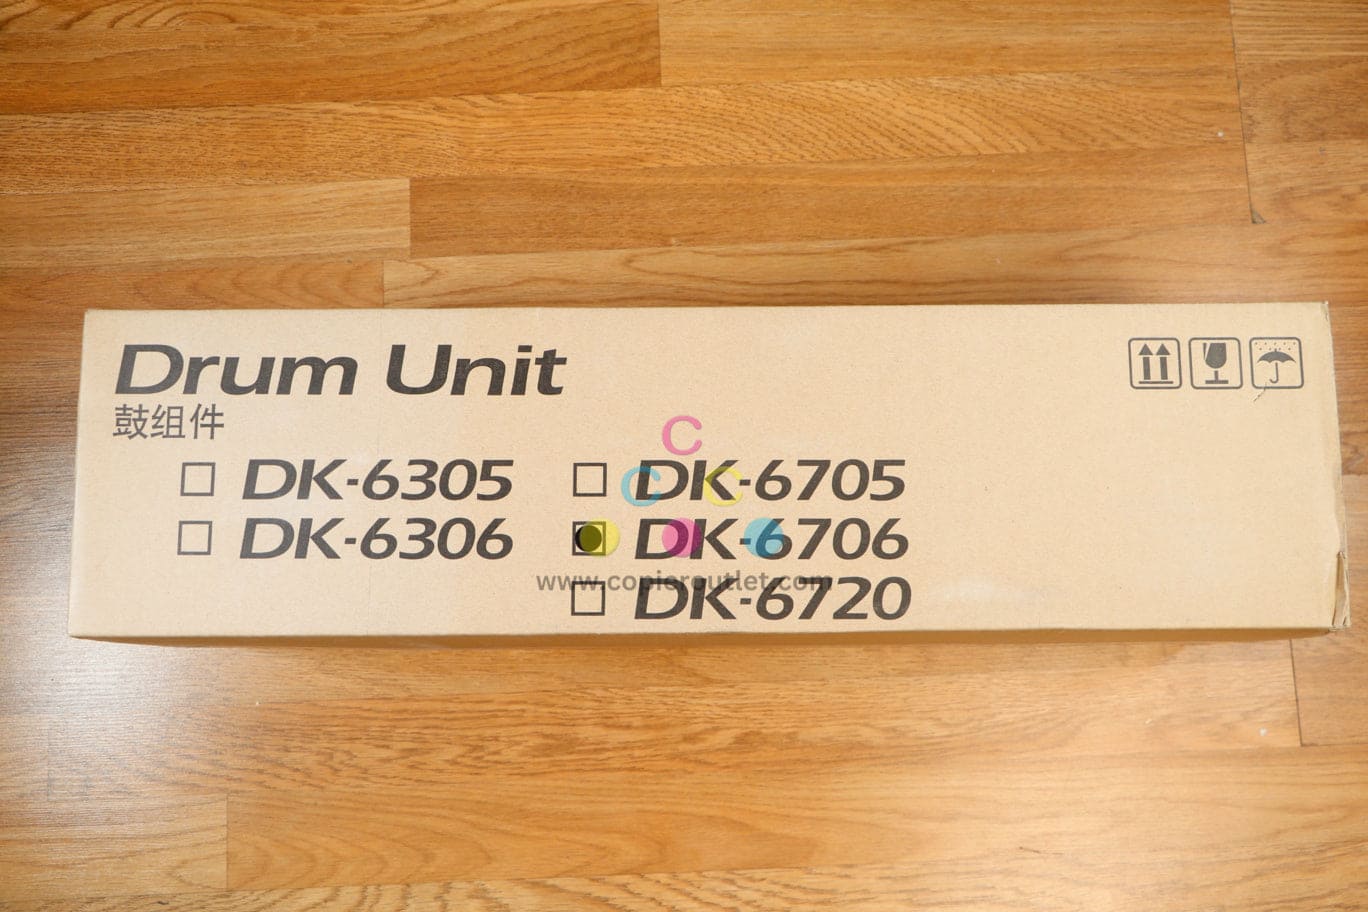 Drum Unit
鼓组件
DK-6305
DK-6306
DK-6705
DK-6706
DK-6720
www.copieroutlet.com
C
C C